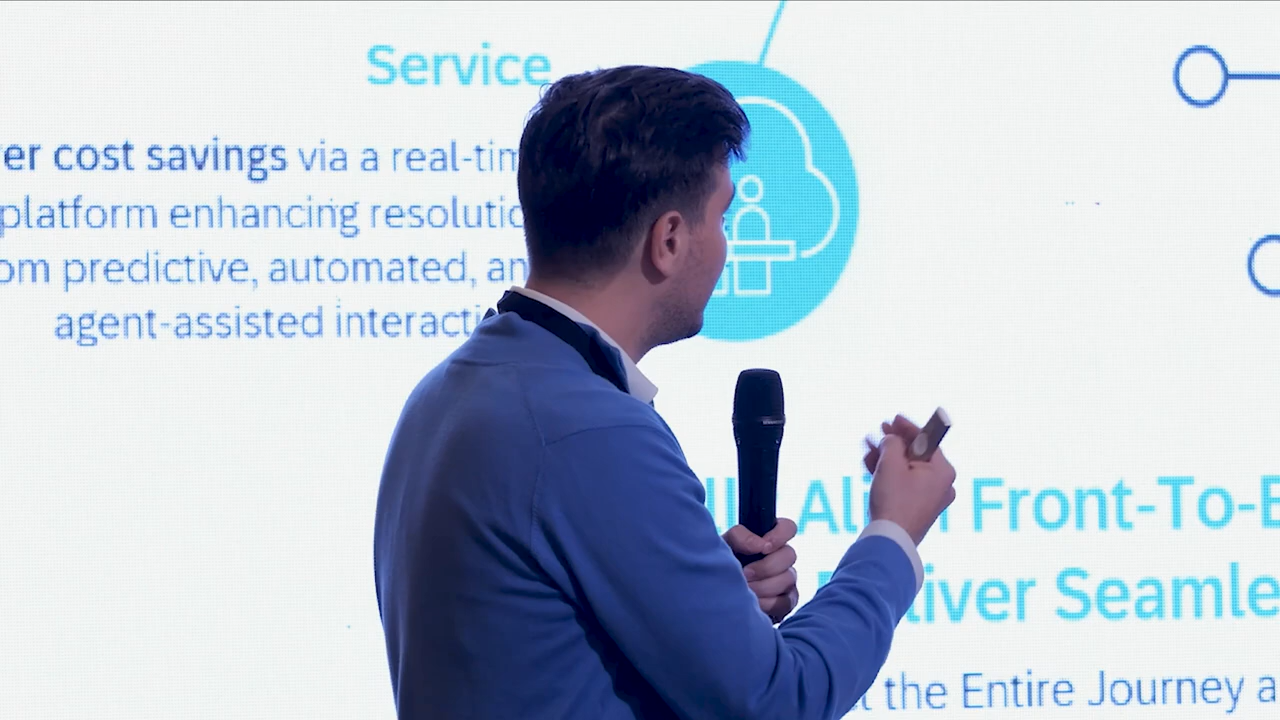 Service
er cost savings via a real-tim
platform enhancing resolutio
om predictive, automated, an
agent-assisted interacti
Ali Front-To-B
liver Seamle
the Entire Journey a